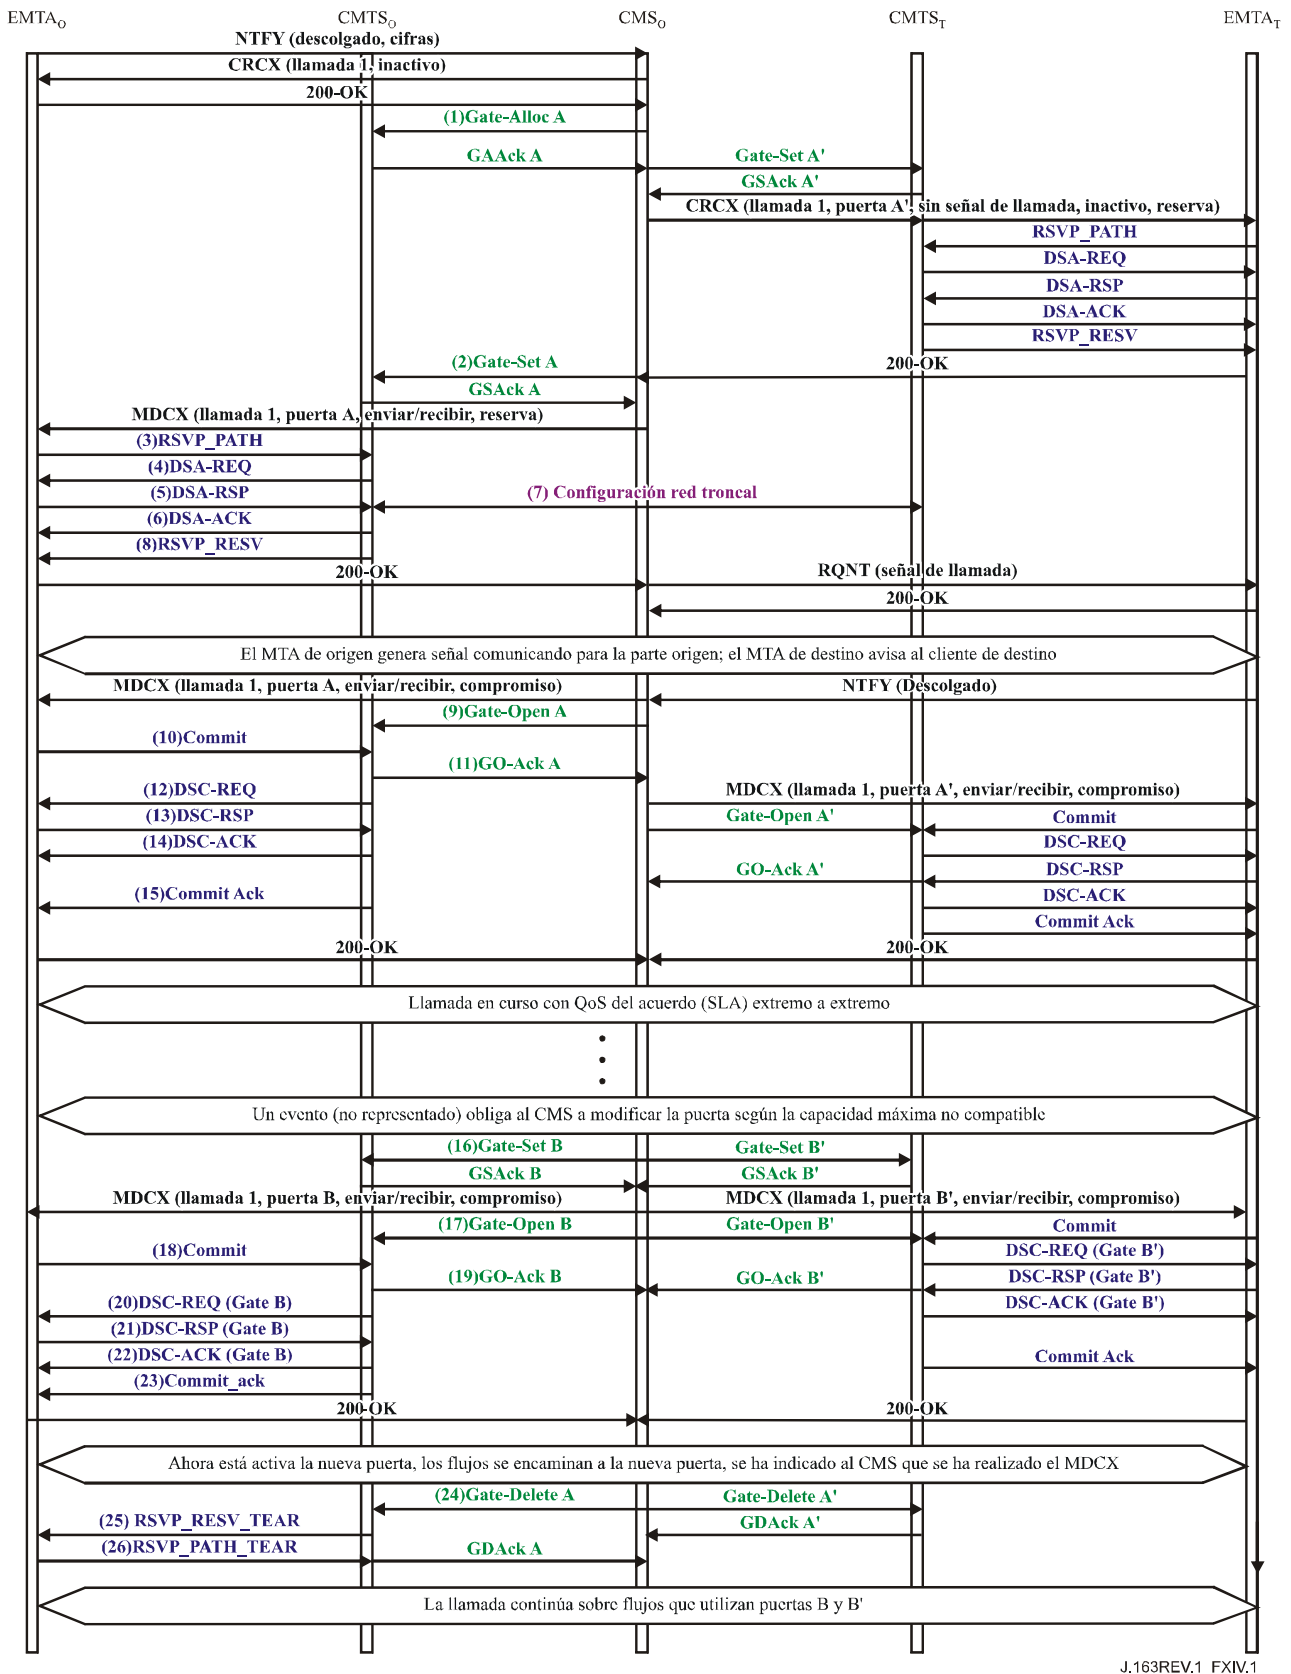 EMTAO CMTSO CMSO CMTST EMTAT
NTFY (descolgado, cifras)
CRCX (llamada 1, inactivo)
200-OK
(1)Gate-Alloc A
GAAck A Gate-Set A'
GSAck A'
CRCX (llamada 1, puerta A', sin señal de llamada, inactivo, reserva)
RSVP_PATH
DSA-REQ
DSA-RSP
DSA-ACK
RSVP_RESV
(2)Gate-Set A 200-OK
GSAck A
MDCX (llamada 1, puerta A, enviar/recibir, reserva)
(3)RSVP_PATH
(4)DSA-REQ
(5)DSA-RSP (7) Configuración red troncal
(6)DSA-ACK
(8)RSVP_RESV
200-OK RQNT (señal de llamada)
200-OK
El MTA de origen genera señal comunicando para la parte origen; el MTA de destino avisa al cliente de destino
MDCX (llamada 1, puerta A, enviar/recibir, compromiso) NTFY (Descolgado)
(9)Gate-Open A
(10)Commit
(11)GO-Ack A
(12)DSC-REQ MDCX (llamada 1, puerta A', enviar/recibir, compromiso)
(13)DSC-RSP Gate-Open A' Commit
(14)DSC-ACK DSC-REQ
GO-Ack A' DSC-RSP
(15)Commit Ack DSC-ACK
Commit Ack
200-OK 200-OK
Llamada en curso con QoS del acuerdo (SLA) extremo a extremo
Un evento (no representado) obliga al CMS a modificar la puerta según la capacidad máxima no compatible
(16)Gate-Set B Gate-Set B'
GSAck B GSAck B'
MDCX (llamada 1, puerta B, enviar/recibir, compromiso) MDCX (llamada 1, puerta B', enviar/recibir, compromiso)
(17)Gate-Open B Gate-Open B' Commit
(18)Commit DSC-REQ (Gate B')
(19)GO-Ack B GO-Ack B' DSC-RSP (Gate B')
(20)DSC-REQ (Gate B) DSC-ACK (Gate B')
(21)DSC-RSP (Gate B)
(22)DSC-ACK (Gate B) Commit Ack
(23)Commit_ack
200-OK 200-OK
Ahora está activa la nueva puerta, los flujos se encaminan a la nueva puerta, se ha indicado al CMS que se ha realizado el MDCX
(24)Gate-Delete A Gate-Delete A'
(25) RSVP_RESV_TEAR GDAck A'
(26)RSVP_PATH_TEAR GDAck A
La llamada continúa sobre flujos que utilizan puertas B y B'
J.163REV.1_FXIV.1